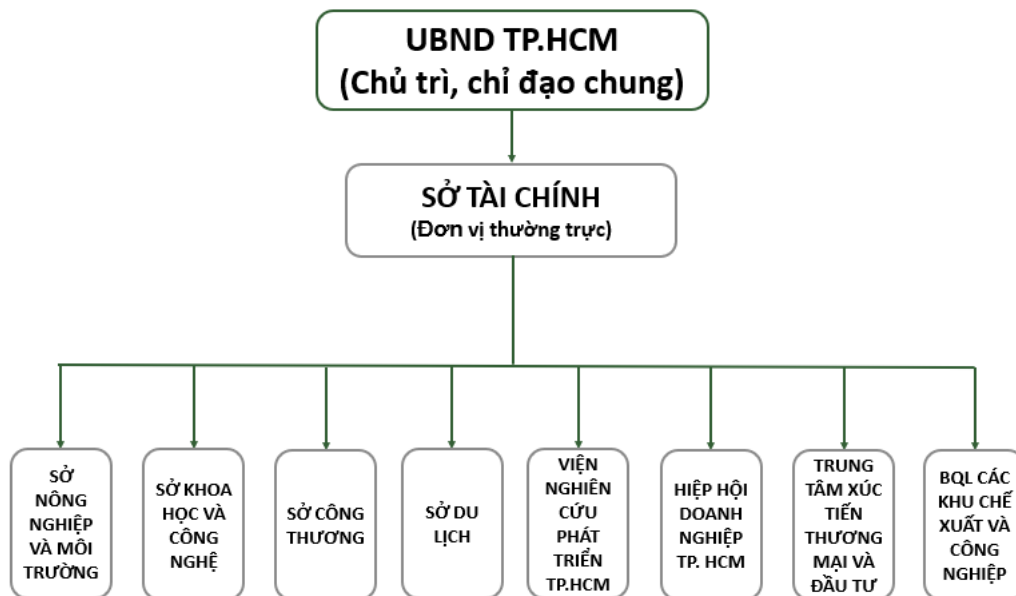 UBND TP.HCM
(Chủ trì, chỉ đạo chung)
SỞ TÀI CHÍNH
(Đơn vị thường trực)
SỞ
NÔNG
NGHIỆP
VÀ MÔI
TRƯỜNG
SỞ KHOA
HỌC VÀ
CÔNG
NGHỆ
SỞ CÔNG
THƯƠNG
SỞ DU
LỊCH
VIỆN
NGHIÊN
CỨU
PHÁT
TRIỂN
TP.HCM
HIỆP HỘI
DOANH
NGHIỆP
TP. HCM
TRUNG
TÂM XÚC
TIẾN
THƯƠNG
MẠI VÀ
ĐẦU TƯ
BQL CÁC
KHU CHẾ
XUẤT VÀ
CÔNG
NGHIỆP